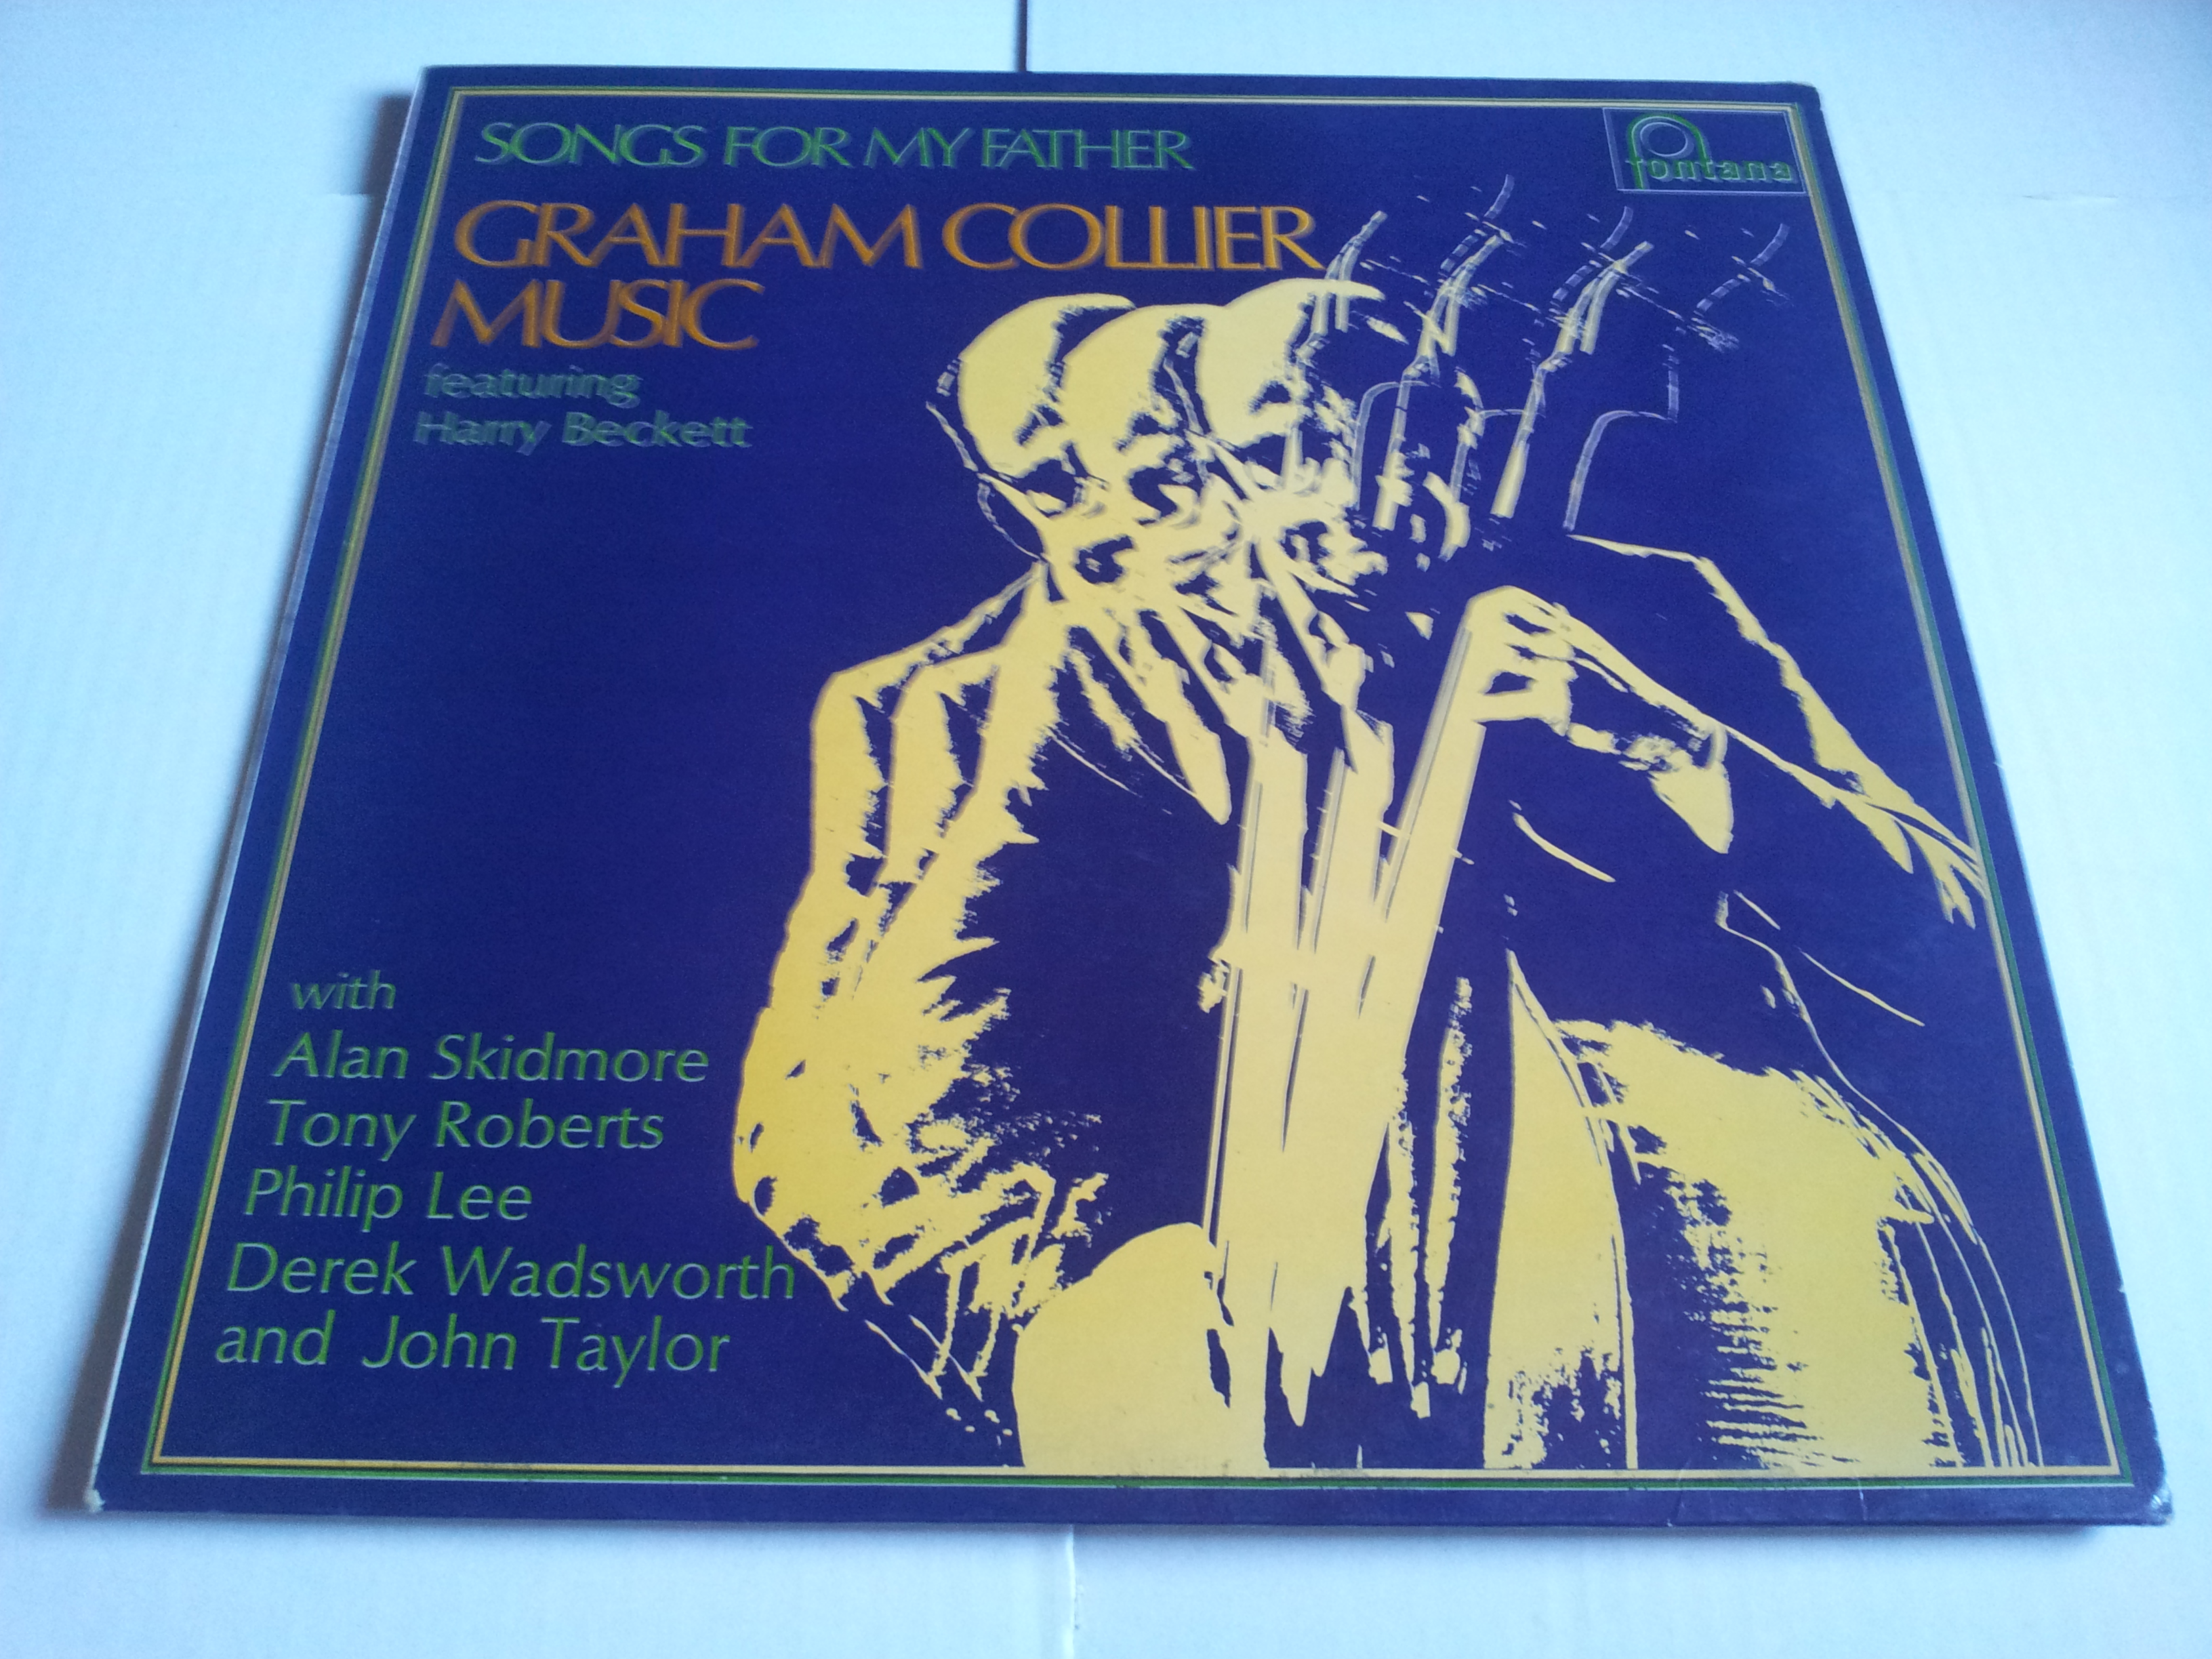 SONGS FOR MY FATHER
fontana
GRAHAM COLLIER
MUSIC
featuring
Harry Beckett
with
Alan Skidmore
Tony Roberts
Philip Lee
Derek Wadsworth
and John Taylor